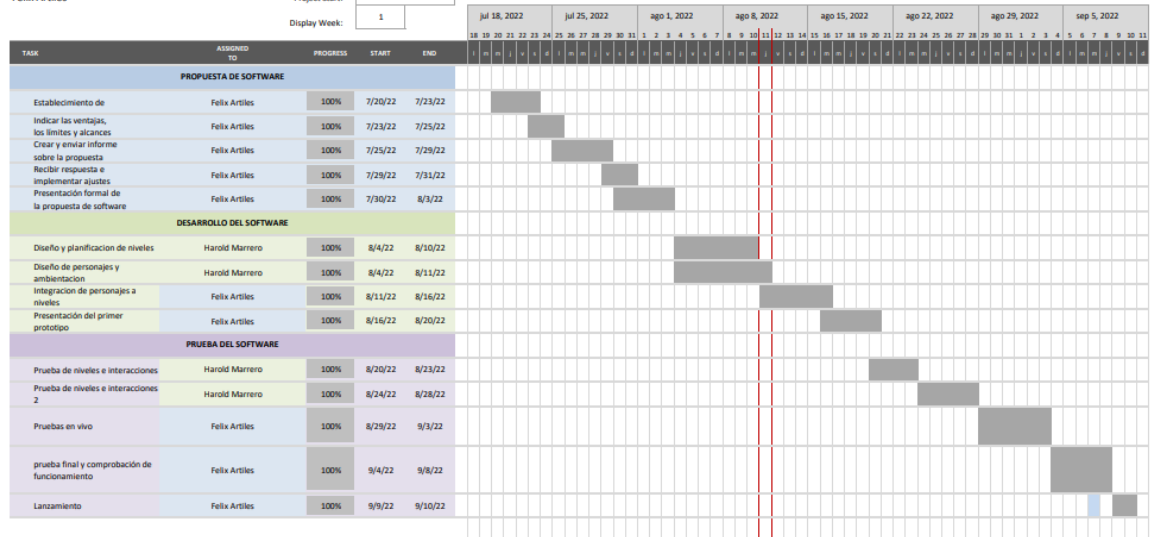 Display Week: 1
jul 18, 2022 jul 25, 2022 ago 1, 2022 ago 8, 2022 ago 15, 2022 ago 22, 2022 ago 29, 2022 sep 5, 2022
18 19 20 21 22 23 24 25 26 27 28 29 30 31 1 2 3 4 5 6 7 8 9 10 11 12 13 14 15 16 17 18 19 20 21 22 23 24 25 26 27 28 29 30 31 1 2 3 4 5 6 7 8 9 10 11
TASK ASSIGNED TO PROGRESS START END l m m j v s d l m m j v s d l m m j v s d l m m j v s d l m m j v s d l m m j v s d l m m j v s d l m m j v s d
PROPUESTA DE SOFTWARE
Establecimiento de Felix Artiles 100% 7/20/22 7/23/22
Indicar las ventajas,
los límites y alcances Felix Artiles 100% 7/23/22 7/25/22
Crear y enviar informe
sobre la propuesta Felix Artiles 100% 7/25/22 7/29/22
Recibir respuesta e
implementar ajustes Felix Artiles 100% 7/29/22 7/31/22
Presentación formal de
la propuesta de software Felix Artiles 100% 7/30/22 8/3/22
DESARROLLO DEL SOFTWARE
Diseño y planificacion de niveles Harold Marrero 100% 8/4/22 8/10/22
Diseño de personajes y
ambientacion Harold Marrero 100% 8/4/22 8/11/22
Integracion de personajes a
niveles Felix Artiles 100% 8/11/22 8/16/22
Presentación del primer
prototipo Felix Artiles 100% 8/16/22 8/20/22
PRUEBA DEL SOFTWARE
Prueba de niveles e interacciones Harold Marrero 100% 8/20/22 8/23/22
Prueba de niveles e interacciones
2 Harold Marrero 100% 8/24/22 8/28/22
Pruebas en vivo Felix Artiles 100% 8/29/22 9/3/22
prueba final y comprobación de
funcionamiento Felix Artiles 100% 9/4/22 9/8/22
Lanzamiento Felix Artiles 100% 9/9/22 9/10/22